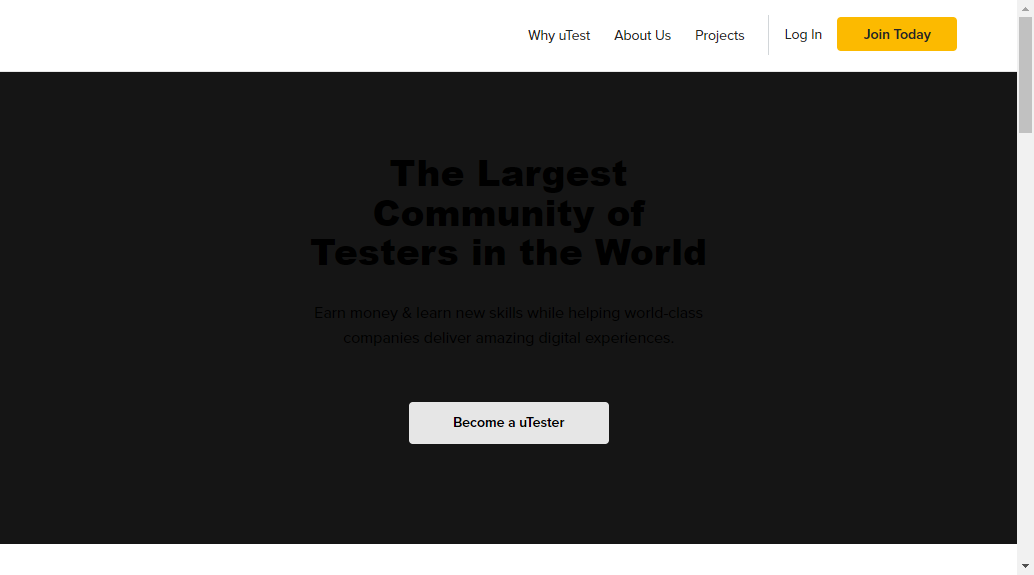 Why uTest About Us Projects Log In Join Today
The Largest
Community of
Testers in the World
Earn money & learn new skills while helping world-class
companies deliver amazing digital experiences.
Become a uTester